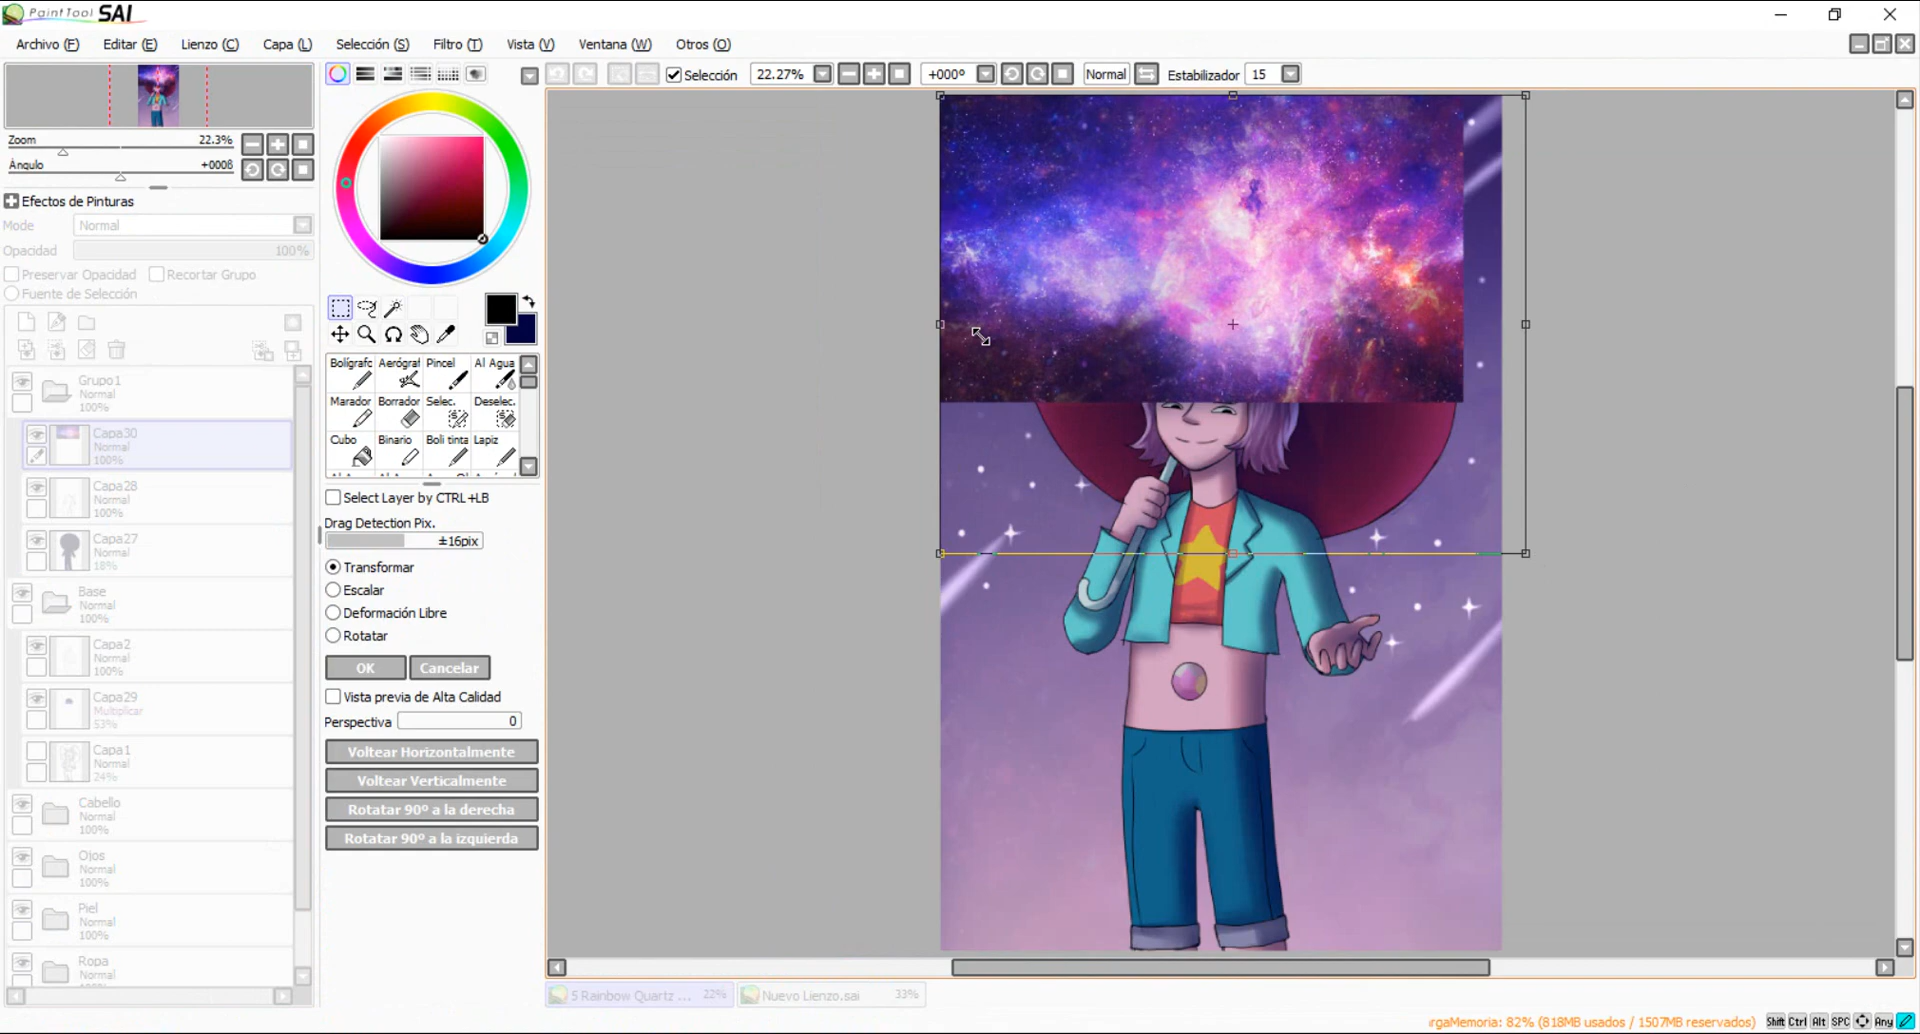 PaintTool SAI
Archivo (F) Editar (E) Lienzo (C) Capa (L) Selección (S) Filtro (T) Vista (V) Ventana (W) Otros (O)
Selección 22.27% +000º Normal Estabilizador 15
Zoom 22.3%
Ángulo +000ß
Efectos de Pinturas
Mode Normal
Opacidad 100%
Preservar Opacidad Recortar Grupo
Fuente de Selección
Grupo1
Normal
100%
Capa30
Normal
100%
Capa28
Normal
100%
Capa27
Normal
18%
Base
Normal
100%
Capa2
Normal
100%
Capa29
Multiplicar
53%
Capa1
Normal
24%
Cabello
Normal
100%
Ojos
Normal
100%
Piel
Normal
100%
Ropa
Normal
Bolígrafc Aerógraf Pincel Al Agua
Marador Borrador Selec. Deselec.
Cubo Binario Boli tinta Lapiz
Select Layer by CTRL+LB
Drag Detection Pix.
±16pix
Transformar
Escalar
Deformación Libre
Rotatar
OK Cancelar
Vista previa de Alta Calidad
Perspectiva 0
Voltear Horizontalmente
Voltear Verticalmente
Rotatar 90º a la derecha
Rotatar 90º a la izquierda
5 Rainbow Quartz ... 22% Nuevo Lienzo.sai 33%
ırgaMemoria: 82% (818MB usados / 1507MB reservados) Shift Ctrl Alt SPC Any